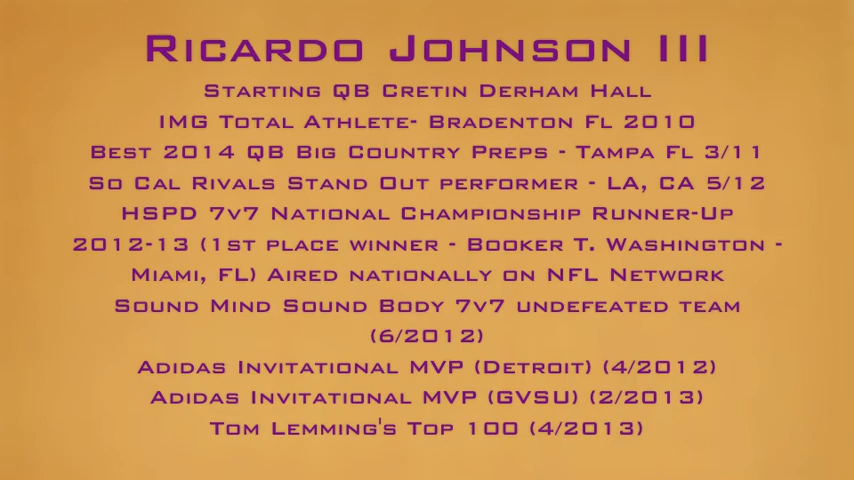 Ricardo Johnson III
Starting QB Cretin Derham Hall
IMG Total Athlete- Bradenton Fl 2010
Best 2014 QB Big Country Preps - Tampa Fl 3/11
So Cal Rivals Stand Out performer - LA, CA 5/12
HSPD 7v7 National Championship Runner-Up
2012-13 (1st place winner - Booker T. Washington -
Miami, FL) Aired nationally on NFL Network
Sound Mind Sound Body 7v7 undefeated team
(6/2012)
Adidas Invitational MVP (Detroit) (4/2012)
Adidas Invitational MVP (GVSU) (2/2013)
Tom Lemming's Top 100 (4/2013)